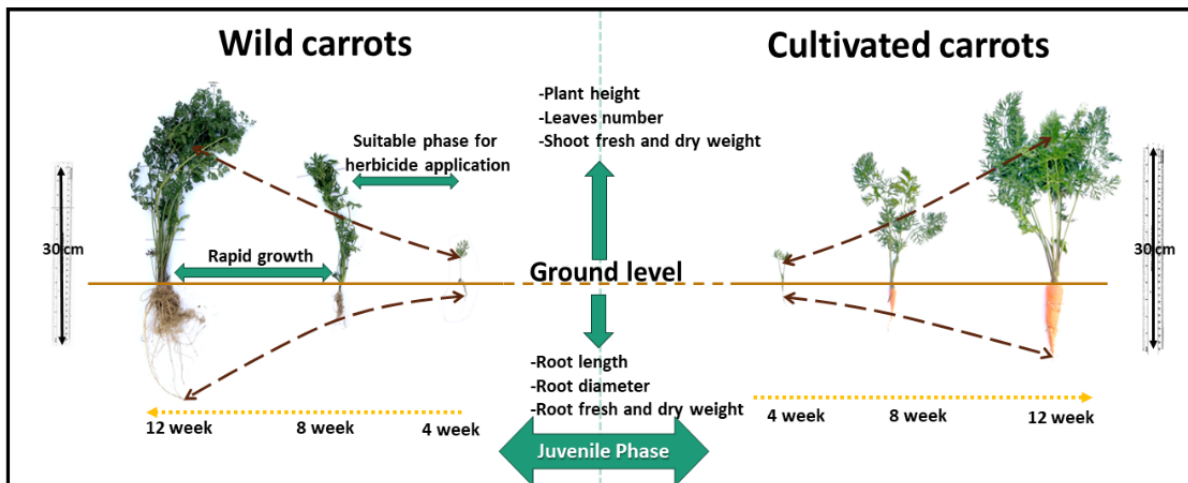 Wild carrots
Cultivated carrots
-Plant height
-Leaves number
-Shoot fresh and dry weight
Suitable phase for
herbicide application
30 cm
Rapid growth
Ground level
30 cm
-Root length
-Root diameter
-Root fresh and dry weight
12 week
8 week
4 week
4 week
8 week
12 week
Juvenile Phase